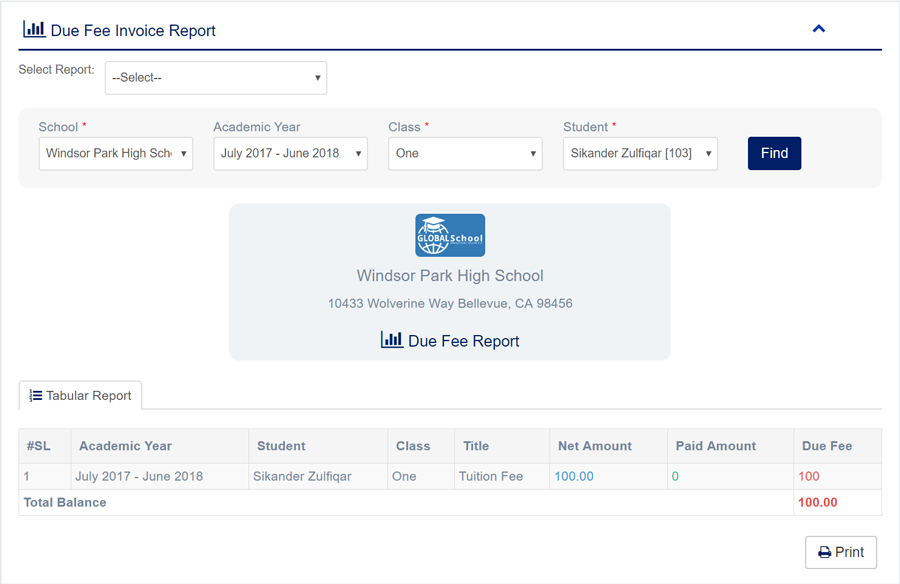 Due Fee Invoice Report
Select Report: --Select--
School * Academic Year Class * Student *
Windsor Park High Sch July 2017 - June 2018 One Sikander Zulfiqar [103] Find
GLOBAL School
Windsor Park High School
10433 Wolverine Way Bellevue, CA 98456
Due Fee Report
Tabular Report
#SL Academic Year Student Class Title Net Amount Paid Amount Due Fee
1 July 2017 - June 2018 Sikander Zulfiqar One Tuition Fee 100.00 0 100
Total Balance 100.00
Print